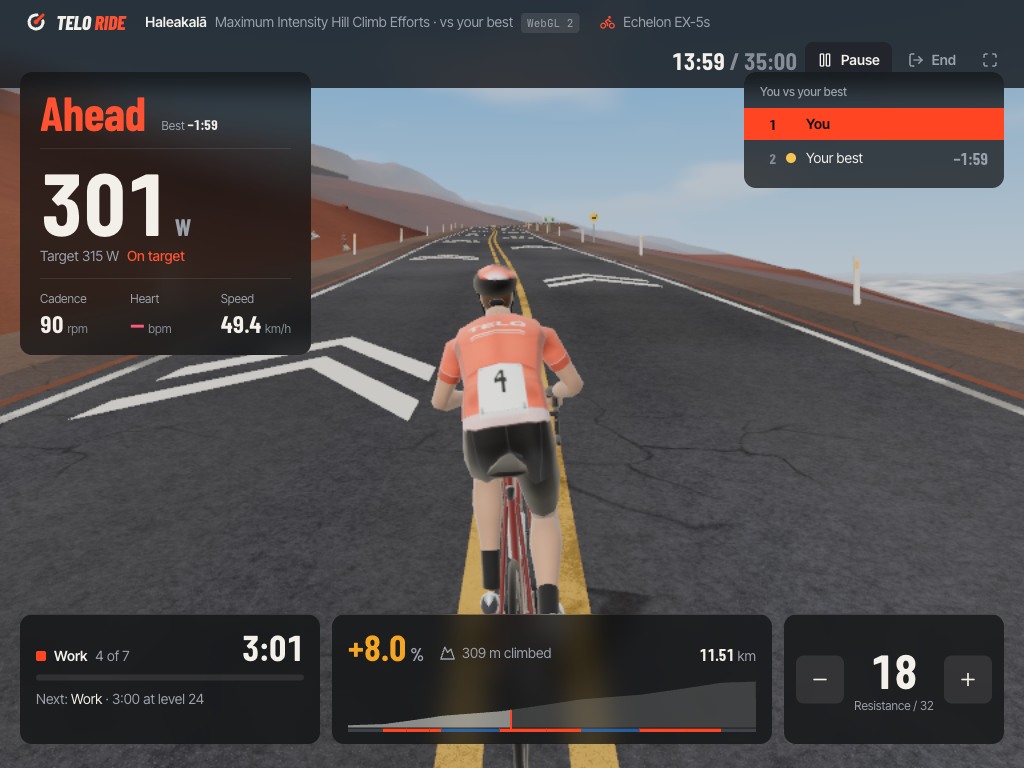 TELO RIDE Haleakalā Maximum Intensity Hill Climb Efforts · vs your best WebGL 2 Echelon EX-5s
13:59 / 35:00 Pause End
Ahead Best −1:59
301 W
Target 315 W On target
Cadence Heart Speed
90 rpm — bpm 49.4 km/h
You vs your best
1 You
2 Your best −1:59
TELO
4
Work 4 of 7 3:01
Next: Work · 3:00 at level 24
+8.0 % 309 m climbed 11.51 km
− 18 +
Resistance / 32